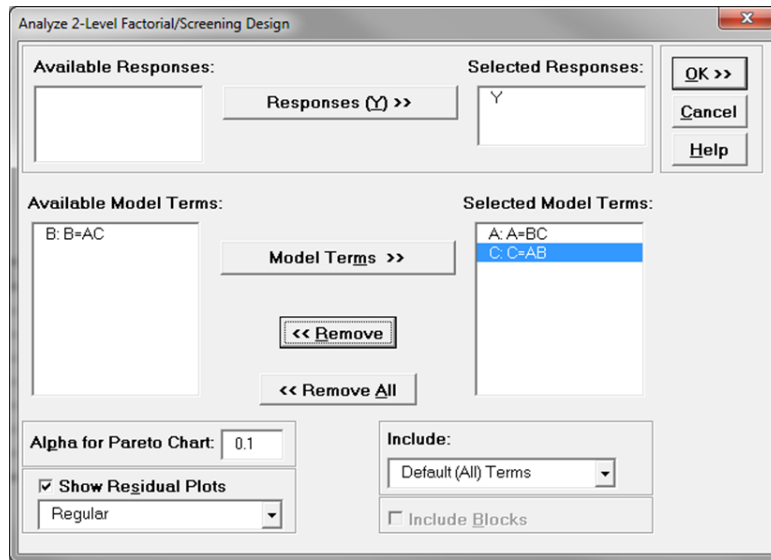 Analyze 2-Level Factorial/Screening Design
Available Responses:
Responses (Y) >>
Selected Responses:
Y
OK >>
Cancel
Help
Available Model Terms:
B: B=AC
Model Terms >>
Selected Model Terms:
A: A=BC
C: C=AB
<< Remove
<< Remove All
Alpha for Pareto Chart: 0.1
Show Residual Plots
Regular
Include:
Default (All) Terms
Include Blocks